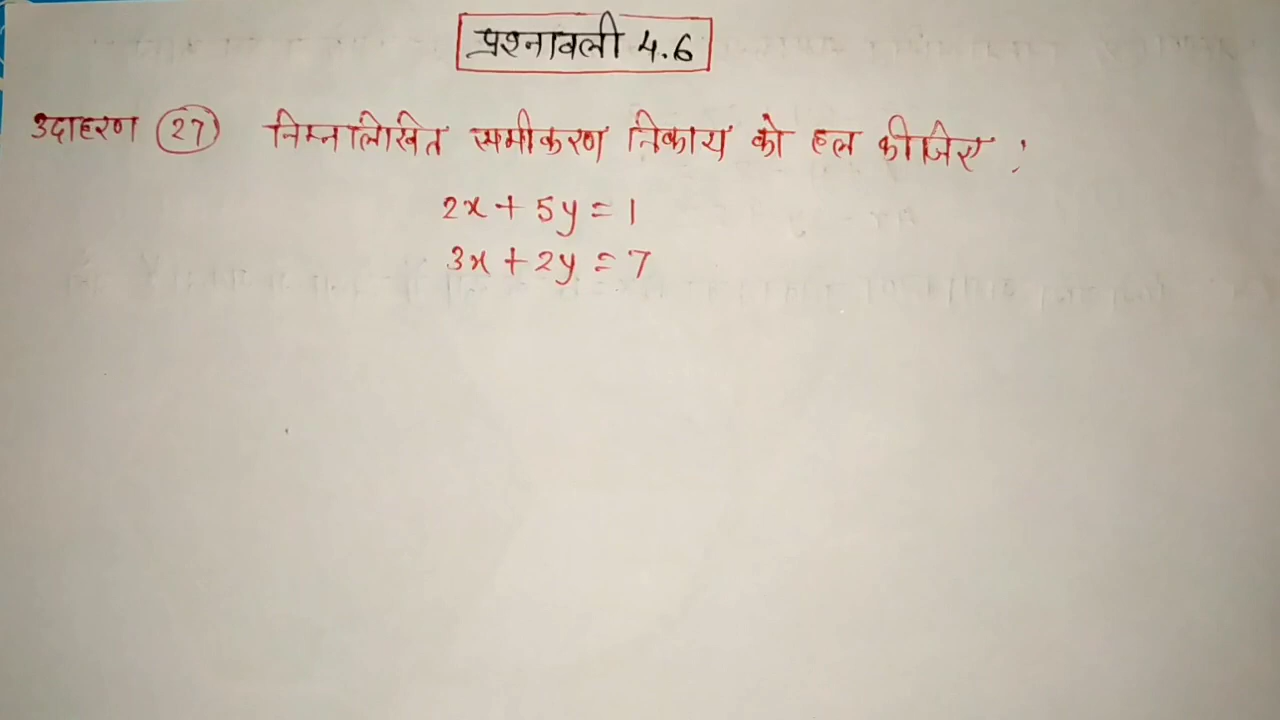 प्रश्नावली 4.6
उदाहरण 27 निम्नलिखित समीकरण निकाय को हल कीजिए :
2x + 5y = 1
3x + 2y = 7